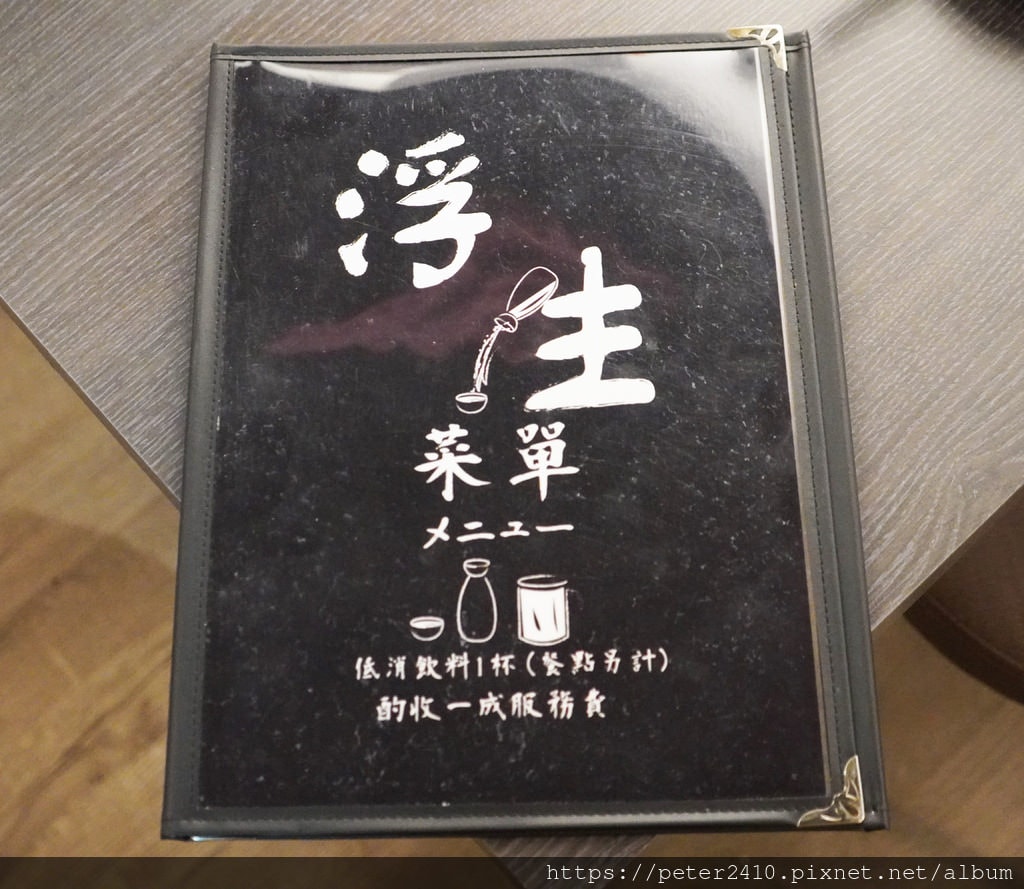 浮生
菜單
メニュー
低消飲料1杯(餐點另計)
酌收一成服務費
https://peter2410.pixnet.net/album